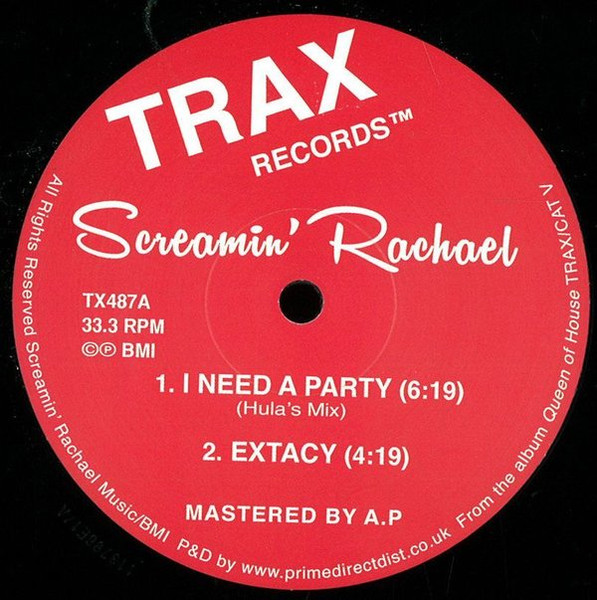 TRAX
RECORDS™
Screamin' Rachael
TX487A
33.3 RPM
©℗ BMI
1. I NEED A PARTY (6:19)
(Hula's Mix)
2. EXTACY (4:19)
MASTERED BY A.P
All Rights Reserved Screamin' Rachael Music/BMI P&D by www.primedirectdist.co.uk From the album Queen of House TRAX/CAT V